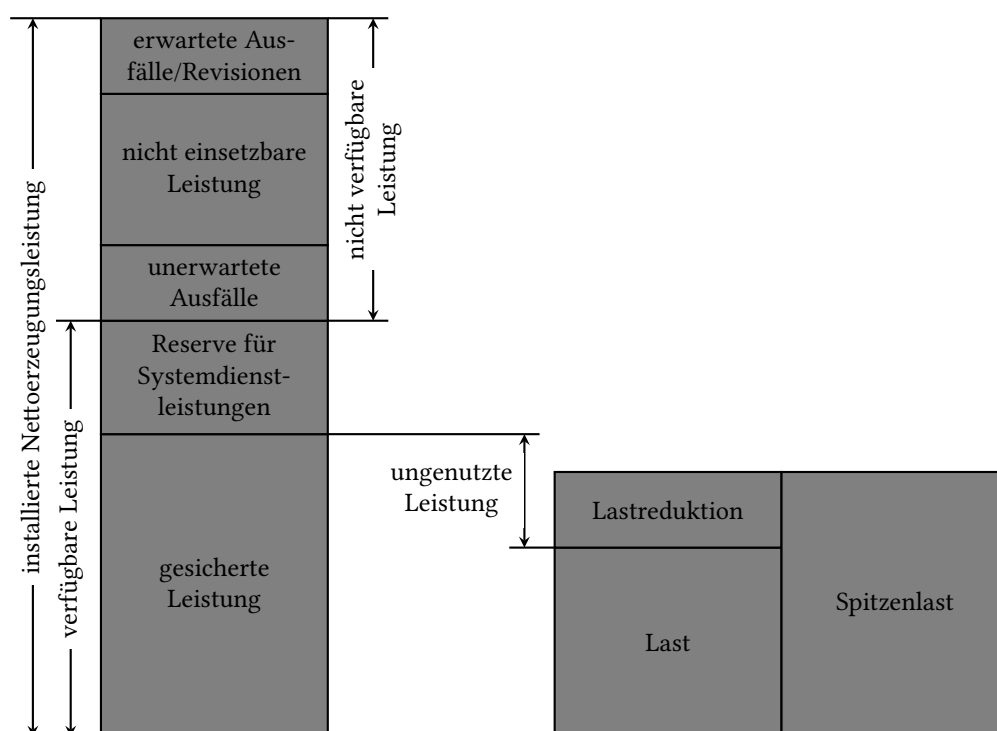 erwartete Aus-
fälle/Revisionen
nicht einsetzbare
Leistung
unerwartete
Ausfälle
Reserve für
Systemdienst-
leistungen
gesicherte
Leistung
installierte Nettoerzeugungsleistung
verfügbare Leistung
nicht verfügbare
Leistung
ungenutzte
Leistung
Lastreduktion
Last
Spitzenlast